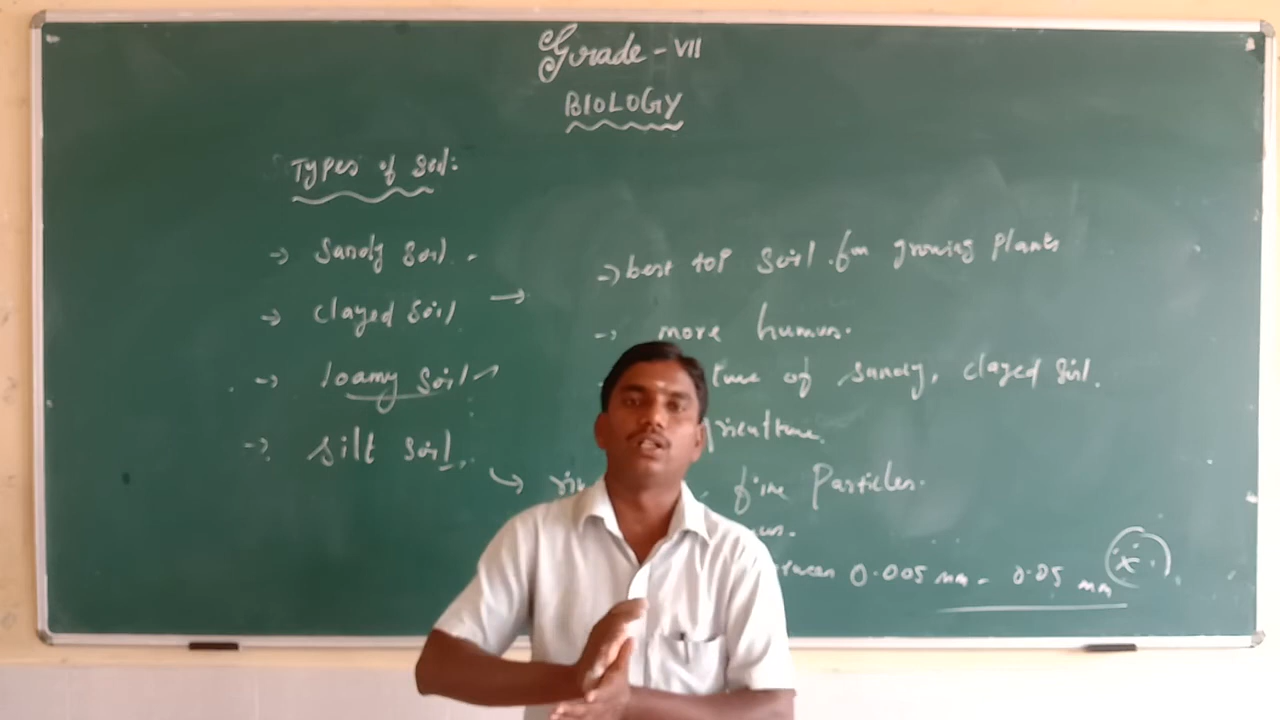 Grade - VII
BIOLOGY
Types of Soil:
→ Sandy Soil
→ clayed Soil →
→ loamy Soil
→ silt Soil
→ best top soil for growing plants
→ more humus.
of sandy, clayed soil.
fine particles.
0.005 mm - 0.05 mm